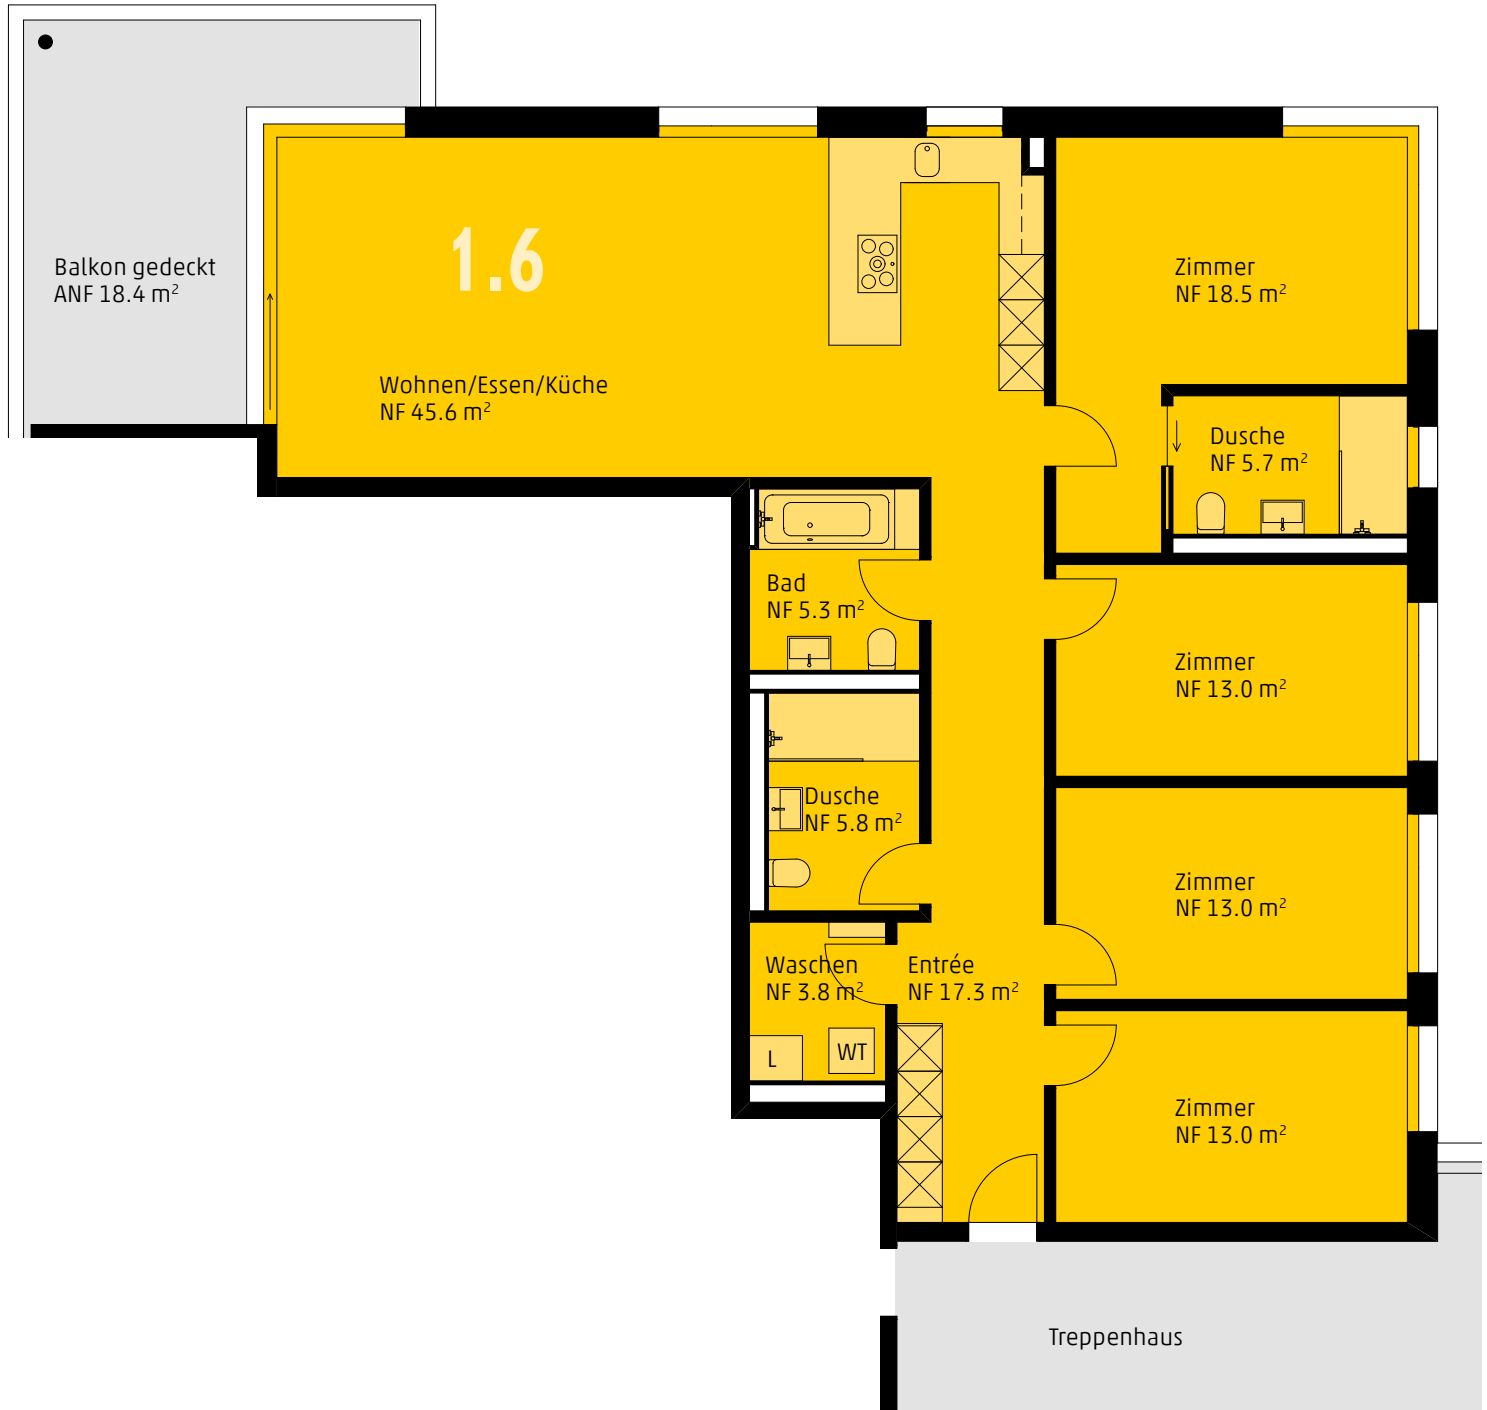 1.6
Balkon gedeckt
ANF 18.4 m²
Zimmer
NF 18.5 m²
Wohnen/Essen/Küche
NF 45.6 m²
Dusche
NF 5.7 m²
Bad
NF 5.3 m²
Zimmer
NF 13.0 m²
Dusche
NF 5.8 m²
Zimmer
NF 13.0 m²
Waschen
NF 3.8 m²
Entrée
NF 17.3 m²
L
WT
Zimmer
NF 13.0 m²
Treppenhaus